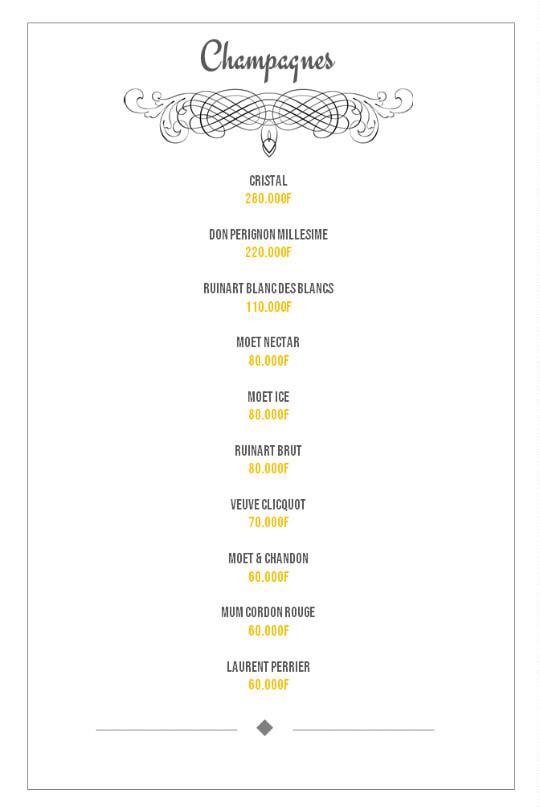 Champagnes
CRISTAL
280.000F
DON PERIGNON MILLESIME
220.000F
RUINART BLANC DES BLANCS
110.000F
MOET NECTAR
80.000F
MOET ICE
80.000F
RUINART BRUT
80.000F
VEUVE CLICQUOT
70.000F
MOET & CHANDON
60.000F
MUM CORDON ROUGE
60.000F
LAURENT PERRIER
60.000F